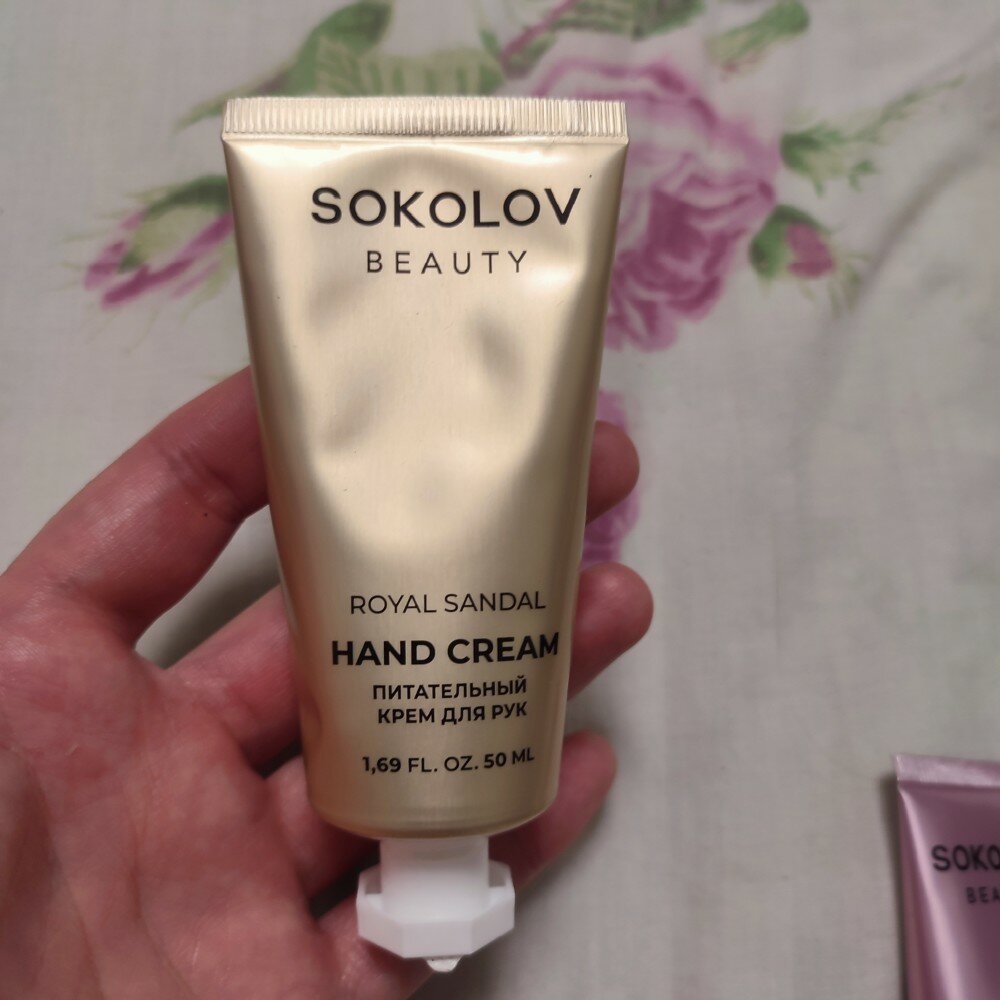 SOKOLOV
BEAUTY
ROYAL SANDAL
HAND CREAM
ПИТАТЕЛЬНЫЙ
КРЕМ ДЛЯ РУК
1,69 FL. OZ. 50 ML